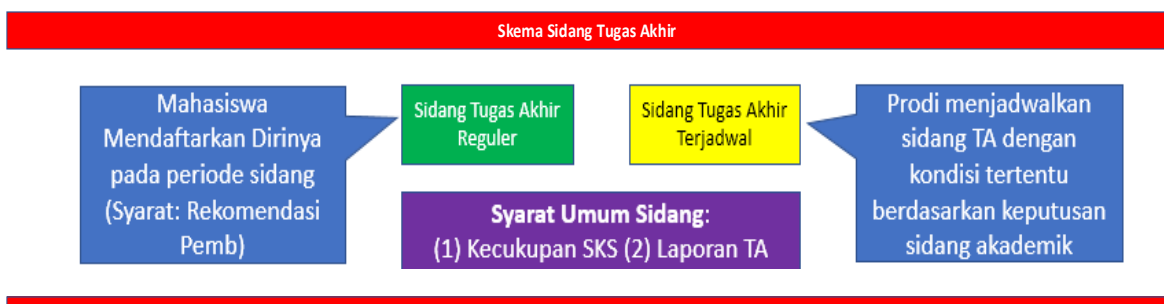 Skema Sidang Tugas Akhir
Mahasiswa
Mendaftarkan Dirinya
pada periode sidang
(Syarat: Rekomendasi
Pemb)
Sidang Tugas Akhir
Reguler
Sidang Tugas Akhir
Terjadwal
Prodi menjadwalkan
sidang TA dengan
kondisi tertentu
berdasarkan keputusan
sidang akademik
Syarat Umum Sidang:
(1) Kecukupan SKS (2) Laporan TA